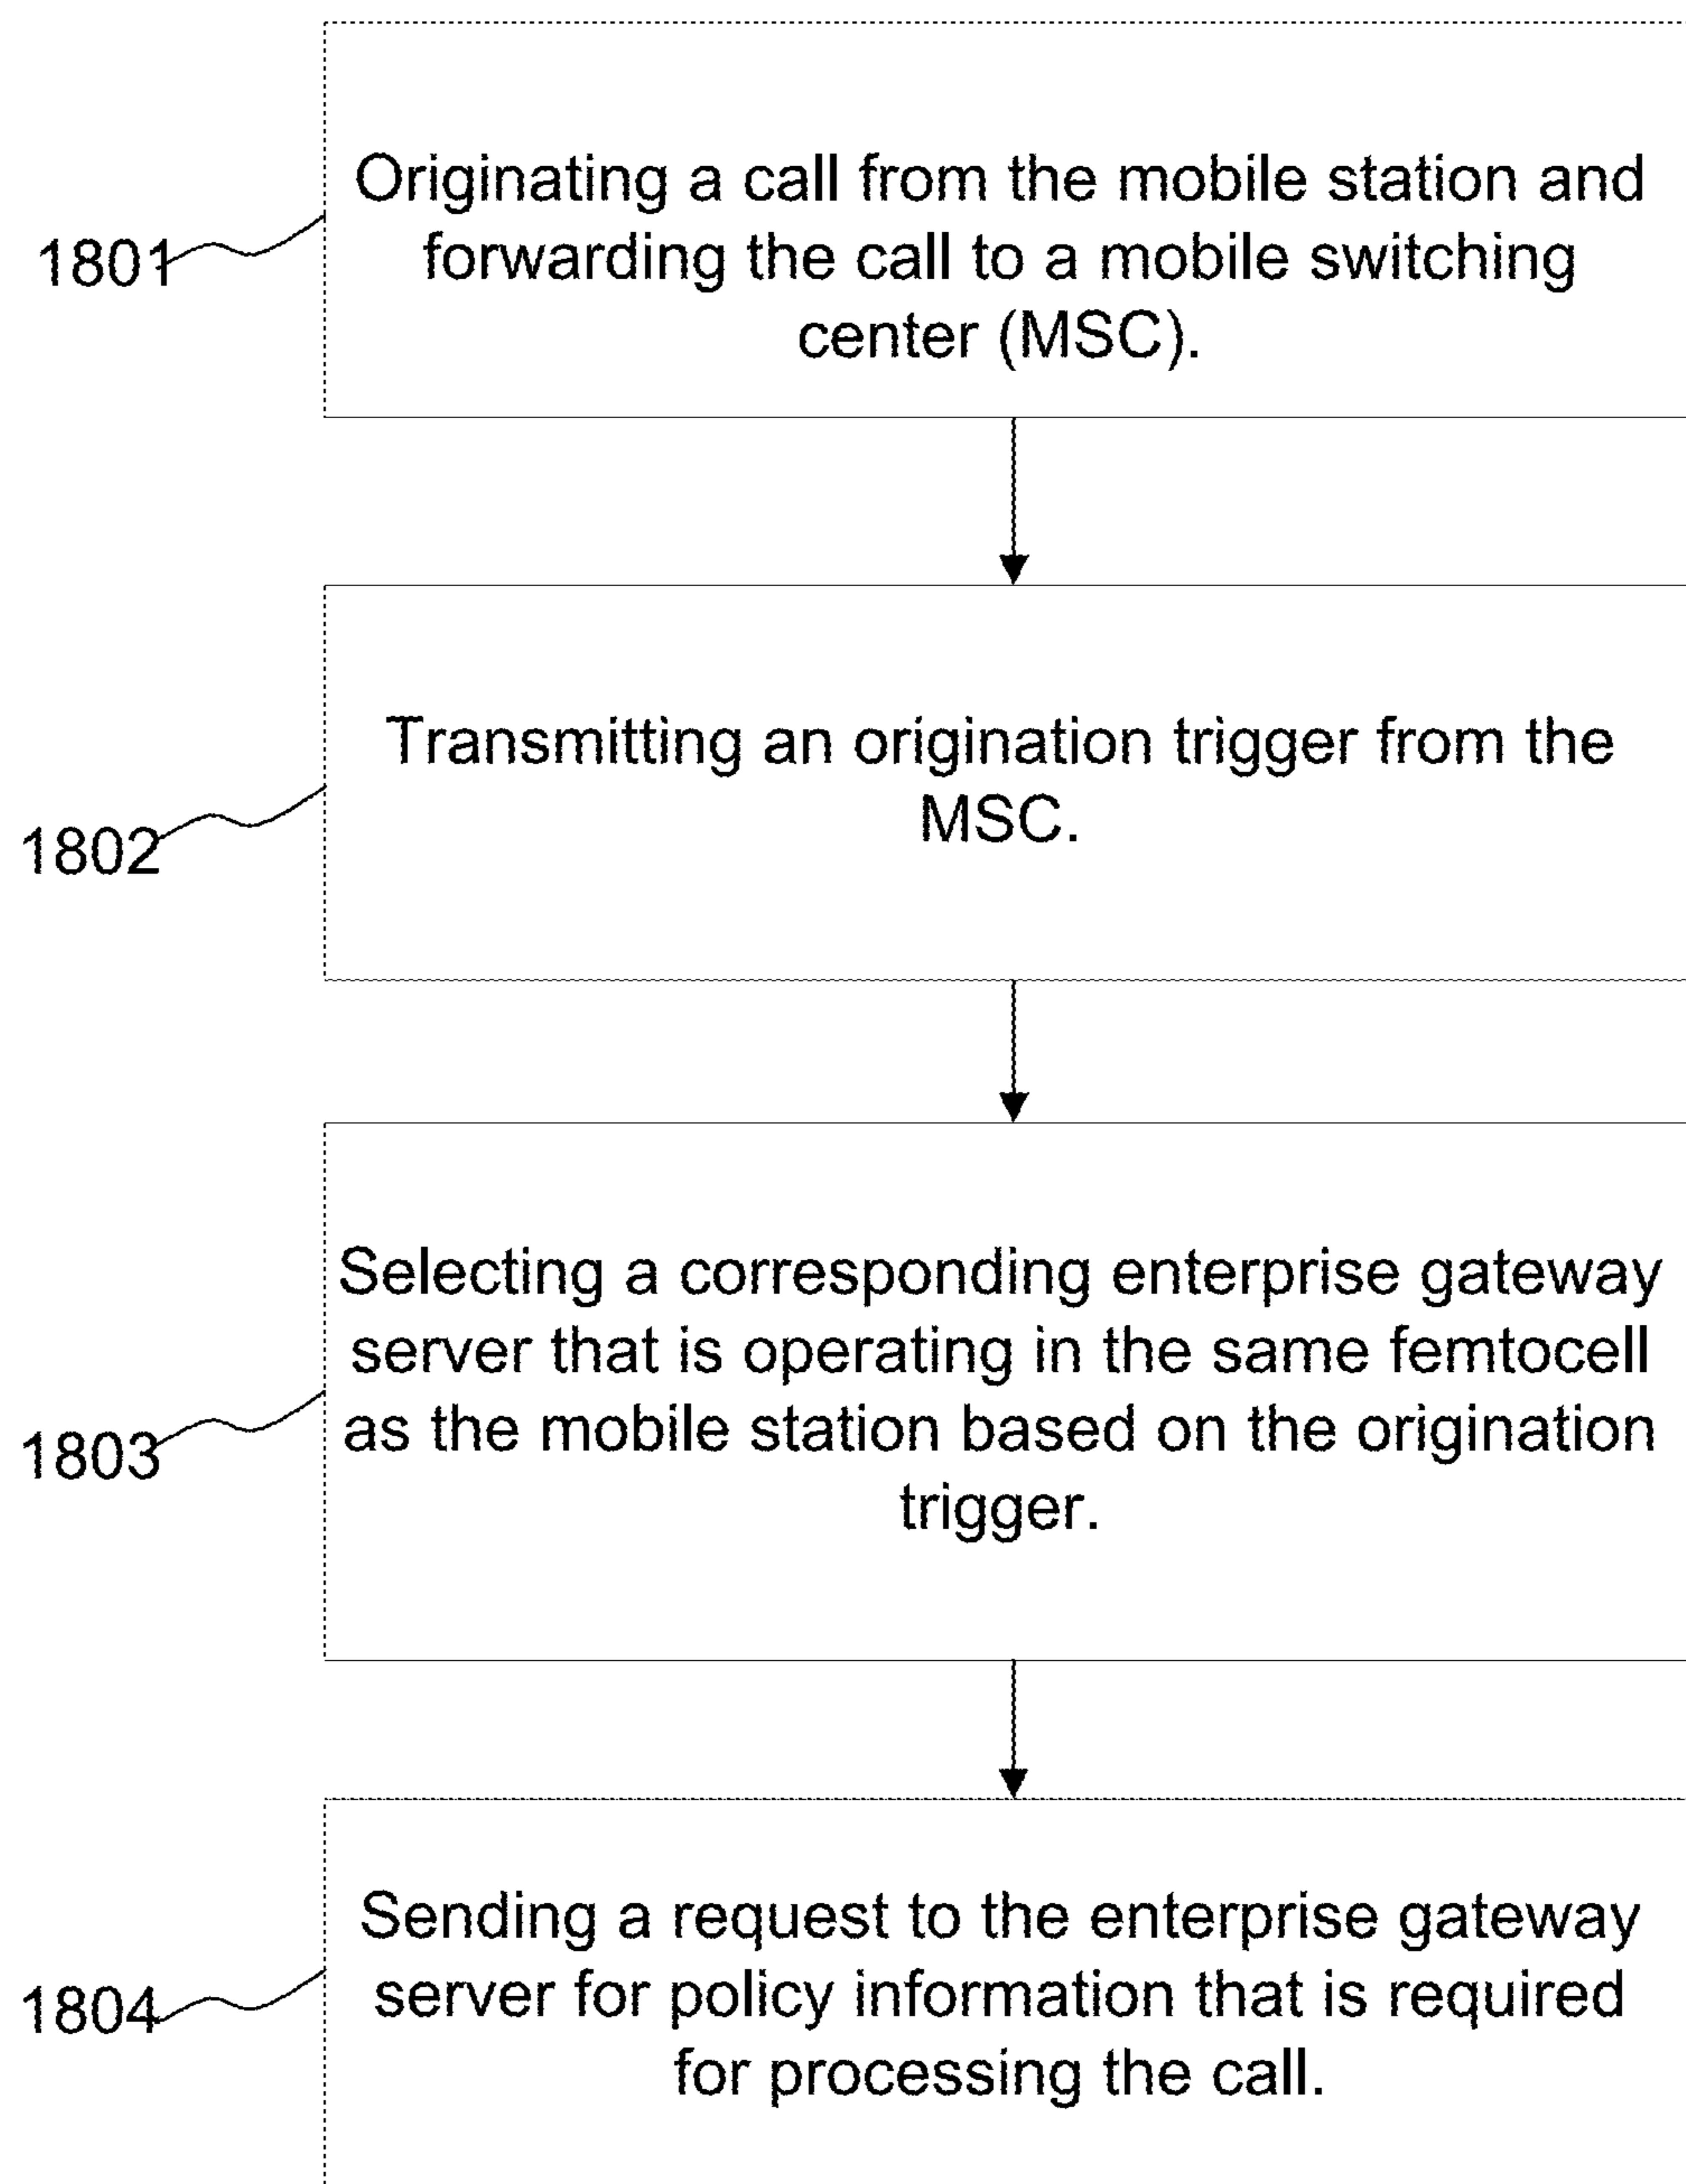 Originating a call from the mobile station and
forwarding the call to a mobile switching
center (MSC).
1801
Transmitting an origination trigger from the
MSC.
1802
Selecting a corresponding enterprise gateway
server that is operating in the same femtocell
as the mobile station based on the origination
trigger.
1803
Sending a request to the enterprise gateway
server for policy information that is required
for processing the call.
1804